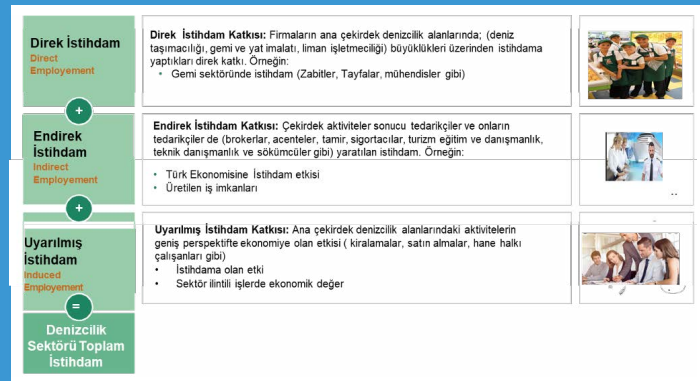 Direk İstihdam
Direct
Employement
Direk İstihdam Katkısı: Firmaların ana çekirdek denizcilik alanlarında; (deniz
taşımacılığı, gemi ve yat imalatı, liman işletmeciliği) büyüklükleri üzerinden istihdama
yaptıkları direk katkı. Örneğin:
• Gemi sektöründe istihdam (Zabitler, Tayfalar, mühendisler gibi)
+
Endirek
İstihdam
Indirect
Employement
Endirek İstihdam Katkısı: Çekirdek aktiviteler sonucu tedarikçiler ve onların
tedarikçiler de (brokerlar, acenteler, tamir, sigortacılar, turizm eğitim ve danışmanlık,
teknik danışmanlık ve sökümcüler gibi) yaratılan istihdam. Örneğin:
• Türk Ekonomisine İstihdam etkisi
• Üretilen iş imkanları
+
Uyarılmış
İstihdam
Induced
Employement
Uyarılmış İstihdam Katkısı: Ana çekirdek denizcilik alanlarındaki aktivitelerin
geniş perspektifte ekonomiye olan etkisi ( kiralamalar, satın almalar, hane halkı
çalışanları gibi)
• İstihdama olan etki
• Sektör ilintili işlerde ekonomik değer
=
Denizcilik
Sektörü Toplam
İstihdam